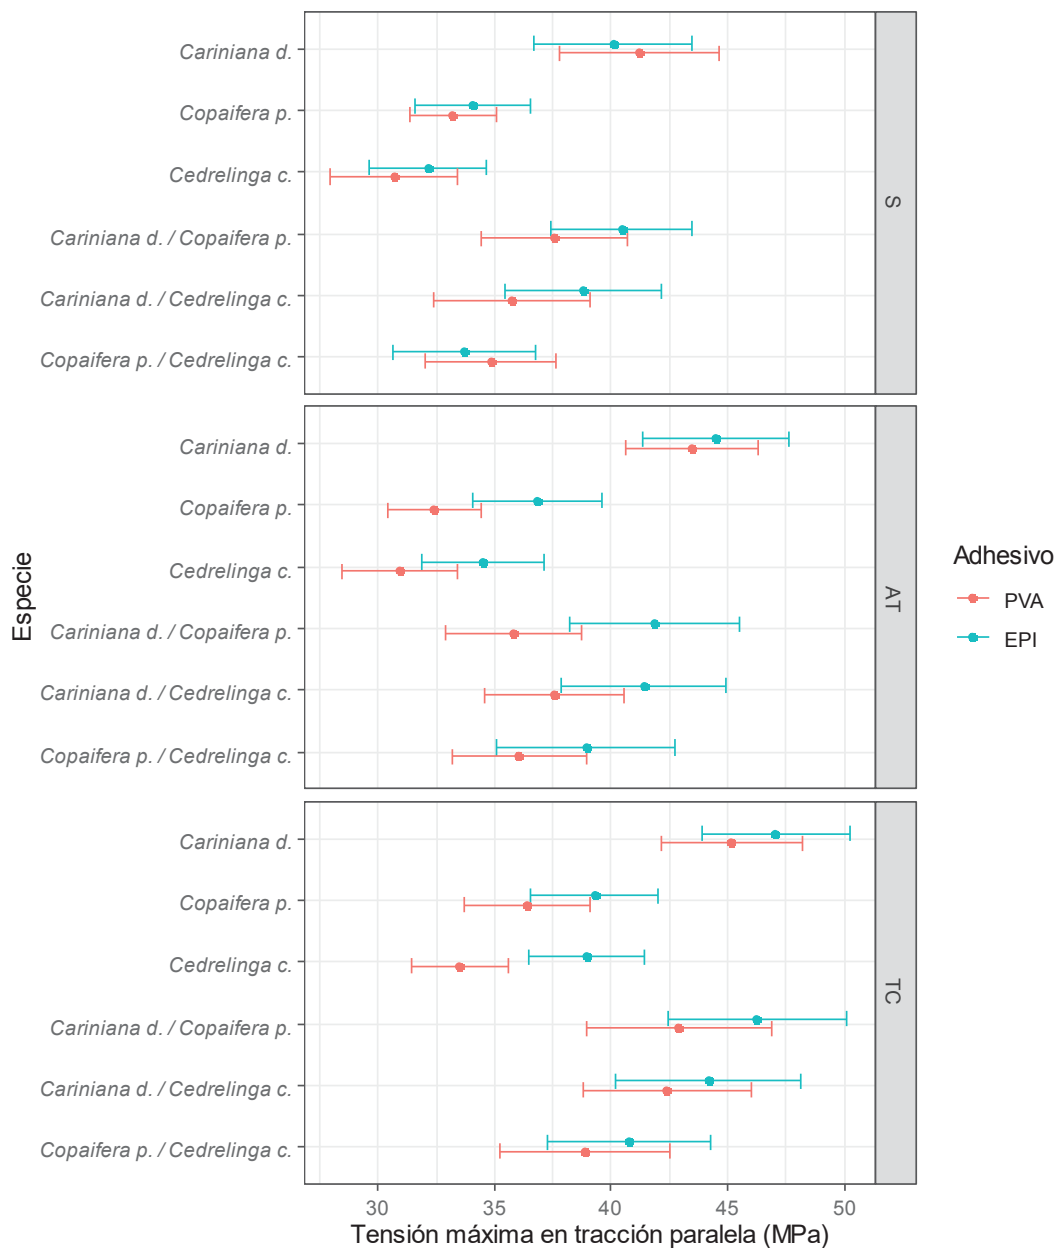 Cariniana d.
Copaifera p.
Cedrelinga c.
Cariniana d. / Copaifera p.
Cariniana d. / Cedrelinga c.
Copaifera p. / Cedrelinga c.
S
Cariniana d.
Copaifera p.
Cedrelinga c.
Cariniana d. / Copaifera p.
Cariniana d. / Cedrelinga c.
Copaifera p. / Cedrelinga c.
AT
Especie
Adhesivo
PVA
EPI
Cariniana d.
Copaifera p.
Cedrelinga c.
Cariniana d. / Copaifera p.
Cariniana d. / Cedrelinga c.
Copaifera p. / Cedrelinga c.
TC
30 35 40 45 50
Tensión máxima en tracción paralela (MPa)